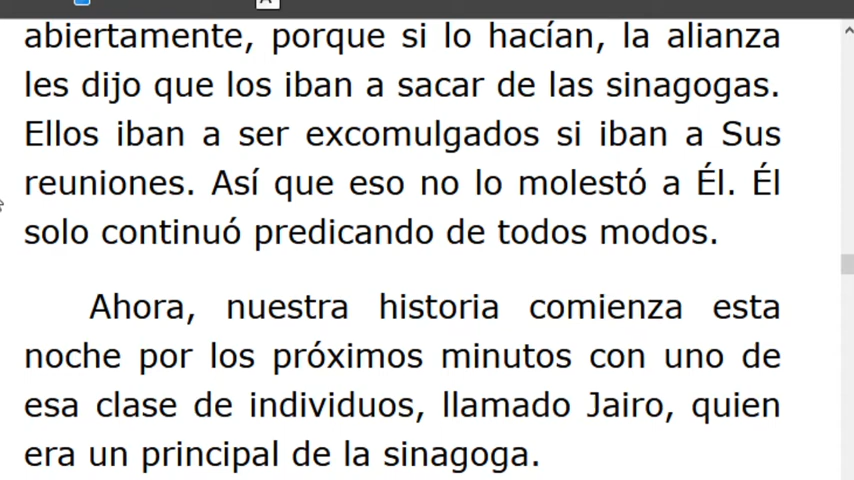 abiertamente, porque si lo hacían, la alianza
les dijo que los iban a sacar de las sinagogas.
Ellos iban a ser excomulgados si iban a Sus
reuniones. Así que eso no lo molestó a Él. Él
solo continuó predicando de todos modos.
Ahora, nuestra historia comienza esta
noche por los próximos minutos con uno de
esa clase de individuos, llamado Jairo, quien
era un principal de la sinagoga.